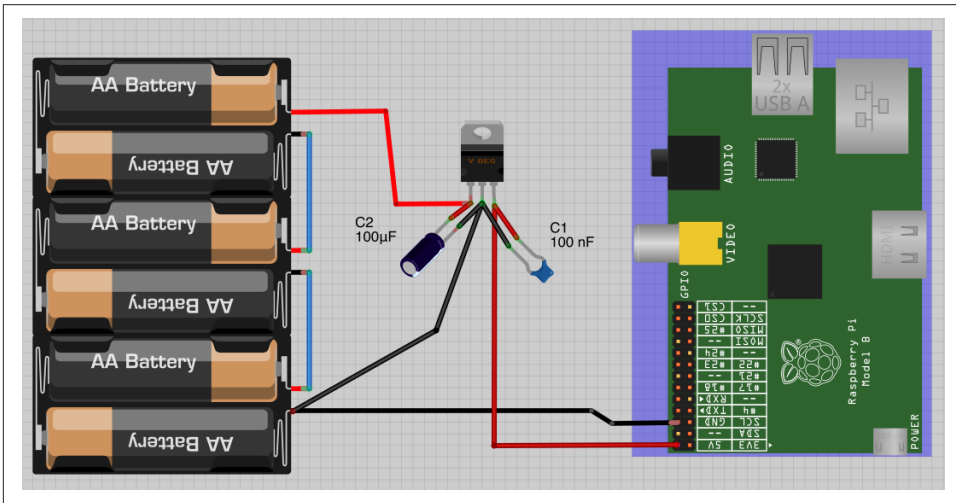 AA Battery
AA Battery
AA Battery
AA Battery
AA Battery
AA Battery
V REG
C2
100µF
C1
100 nF
2x
USB A
AUDIO
VIDEO
HDMI
GPIO
CS1 --
CS0 SCLK
#25 MISO
-- MOSI
#24 --
#23 #22
-- #21
#18 #17
RXD --
TXD #4
GND SCL
-- SDA
5V 3V3
Raspberry Pi
Model B
POWER